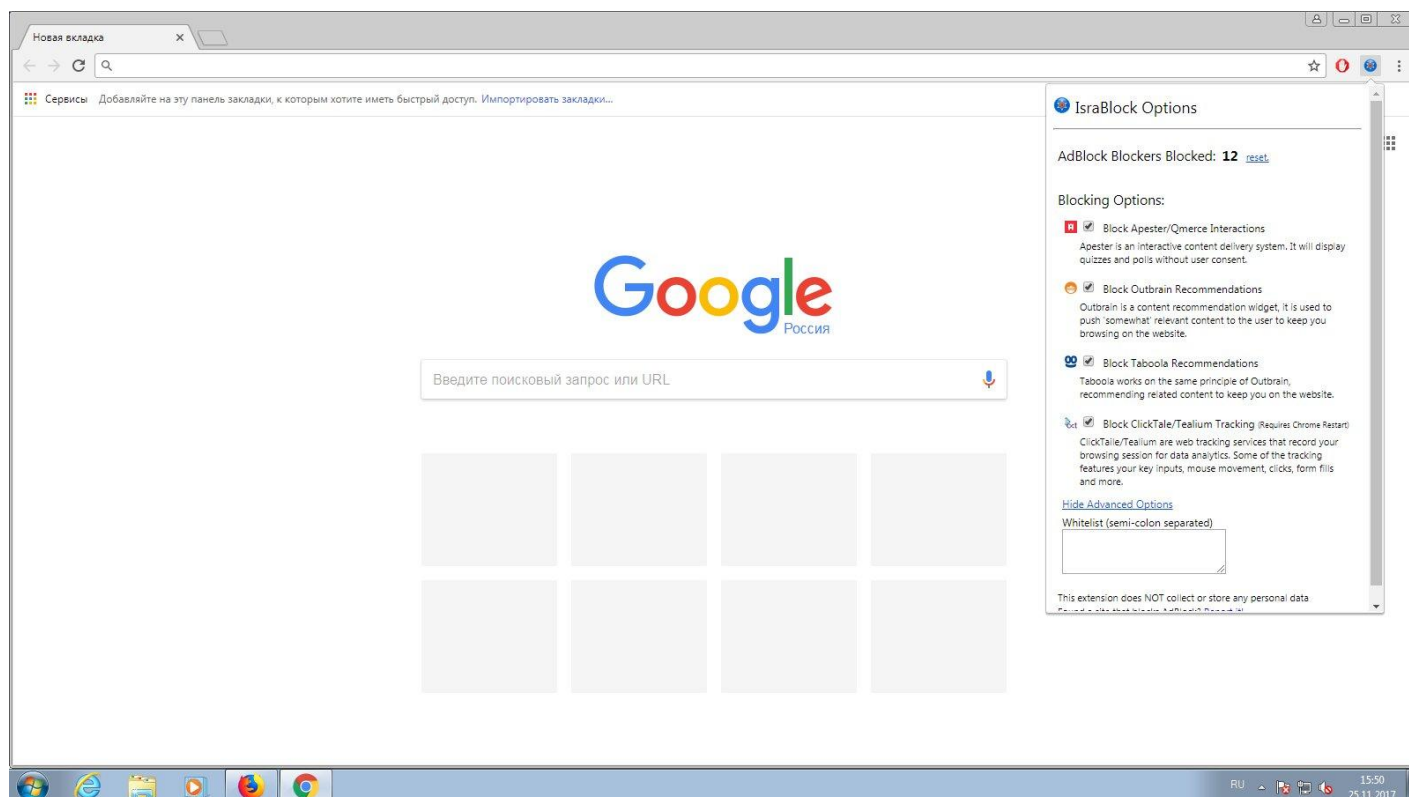 Новая вкладка
Сервисы Добавляйте на эту панель закладки, к которым хотите иметь быстрый доступ. Импортировать закладки...
IsraBlock Options
AdBlock Blockers Blocked: 12 reset.
Blocking Options:
Block Apester/Qmerce Interactions
Apester is an interactive content delivery system. It will display
quizzes and polls without user consent.
Block Outbrain Recommendations
Outbrain is a content recommendation widget, it is used to
push 'somewhat' relevant content to the user to keep you
browsing on the website.
Block Taboola Recommendations
Taboola works on the same principle of Outbrain,
recommending related content to keep you on the website.
Block ClickTale/Tealium Tracking (Requires Chrome Restart)
ClickTalle/Tealium are web tracking services that record your
browsing session for data analytics. Some of the tracking
features your key inputs, mouse movement, clicks, form fills
and more.
Hide Advanced Options
Whitelist (semi-colon separated)
This extension does NOT collect or store any personal data
Found a site that blocks AdBlock? Report it!
Google
Россия
Введите поисковый запрос или URL
RU
15:50
25.11.2017